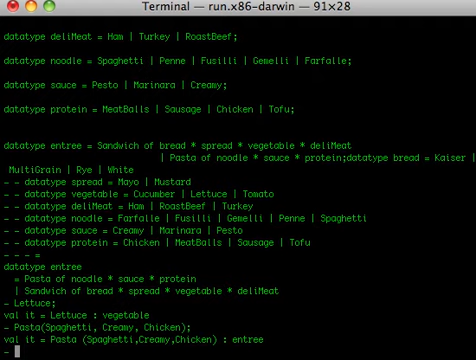 Terminal — run.x86-darwin — 91×28
datatype deliMeat = Ham | Turkey | RoastBeef;
datatype noodle = Spaghetti | Penne | Fusilli | Gemelli | Farfalle;
datatype sauce = Pesto | Marinara | Creamy;
datatype protein = MeatBalls | Sausage | Chicken | Tofu;
datatype entree = Sandwich of bread * spread * vegetable * deliMeat
| Pasta of noodle * sauce * protein;datatype bread = Kaiser |
MultiGrain | Rye | White
- - datatype spread = Mayo | Mustard
- - datatype vegetable = Cucumber | Lettuce | Tomato
- - datatype deliMeat = Ham | RoastBeef | Turkey
- - datatype noodle = Farfalle | Fusilli | Gemelli | Penne | Spaghetti
- - datatype sauce = Creamy | Marinara | Pesto
- - datatype protein = Chicken | MeatBalls | Sausage | Tofu
- - - =
datatype entree
= Pasta of noodle * sauce * protein
| Sandwich of bread * spread * vegetable * deliMeat
- Lettuce;
val it = Lettuce : vegetable
- Pasta(Spaghetti, Creamy, Chicken);
val it = Pasta (Spaghetti,Creamy,Chicken) : entree
-